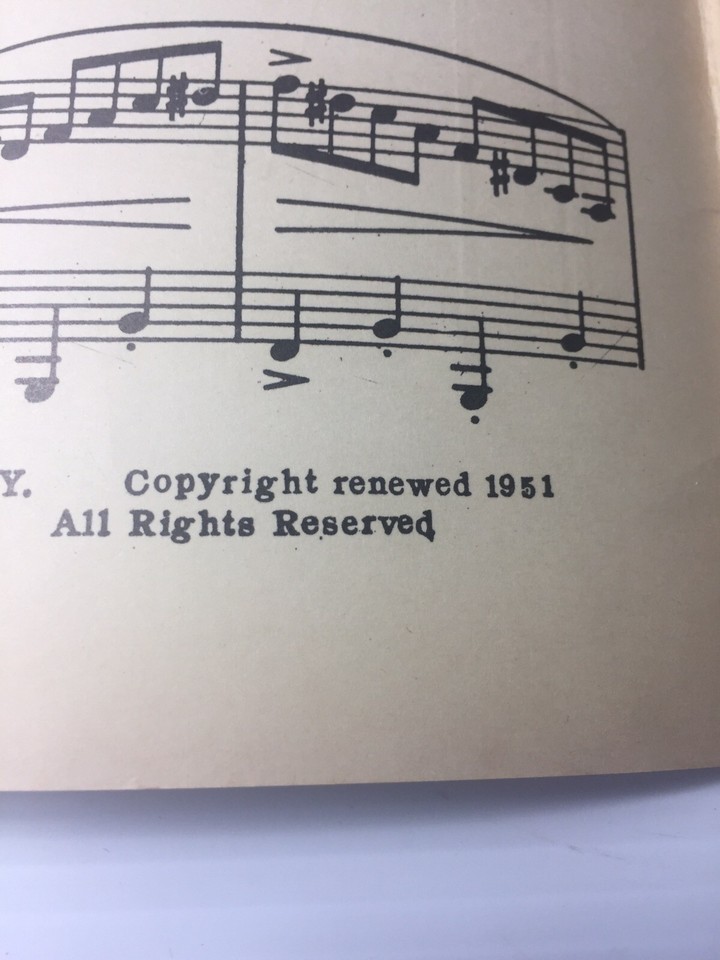 Y. Copyright renewed 1951
All Rights Reserved